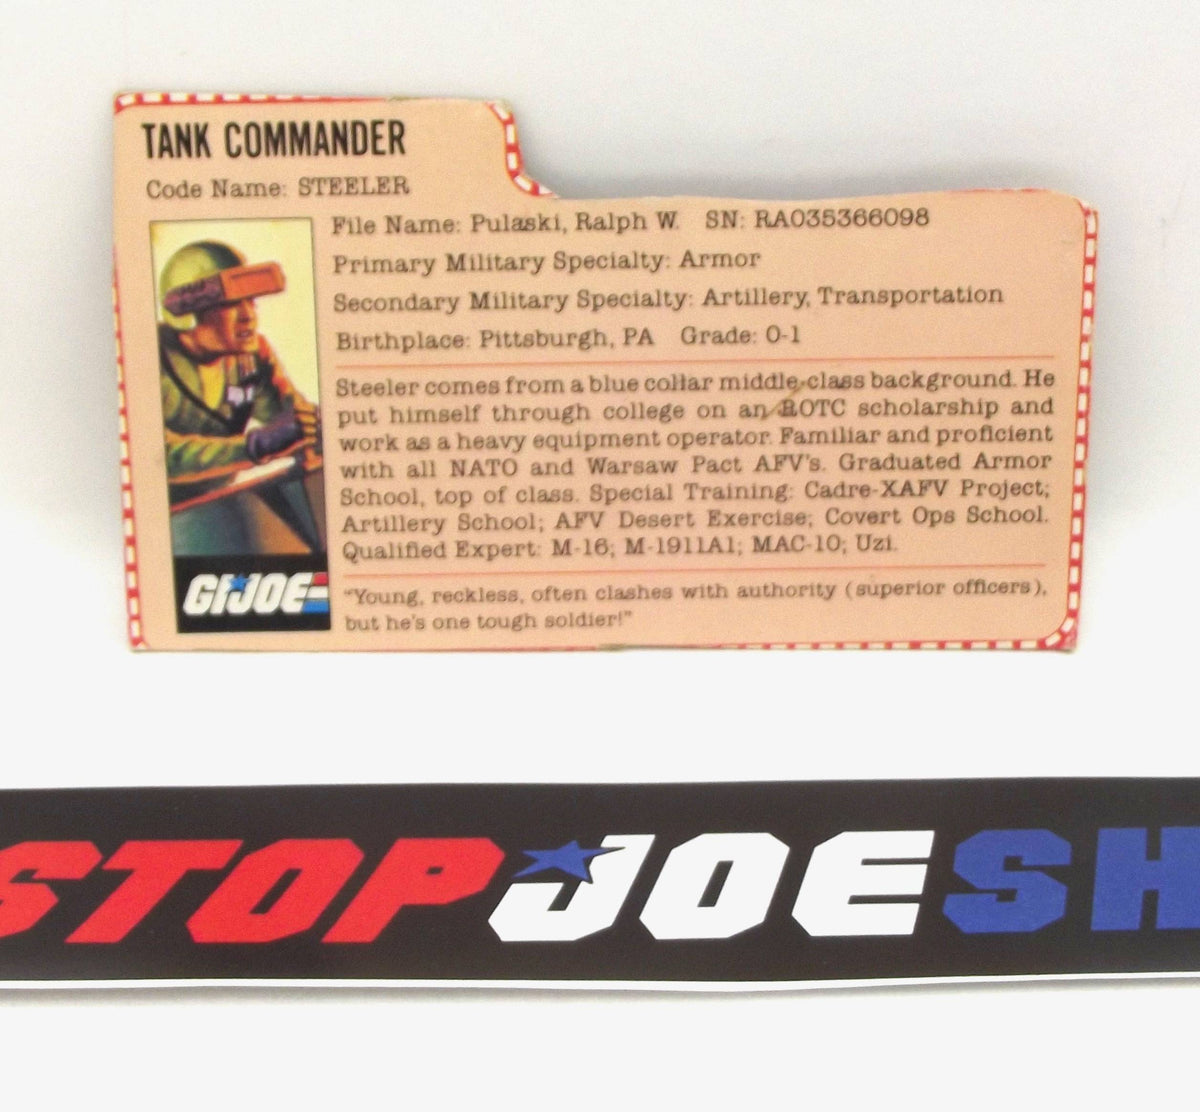 TANK COMMANDER
Code Name: STEELER
File Name: Pulaski, Ralph W. SN: RA035366098
Primary Military Specialty: Armor
Secondary Military Specialty: Artillery, Transportation
Birthplace: Pittsburgh, PA Grade: O-1
Steeler comes from a blue collar middle-class background. He
put himself through college on an ROTC scholarship and
work as a heavy equipment operator. Familiar and proficient
with all NATO and Warsaw Pact AFV's. Graduated Armor
School, top of class. Special Training: Cadre-XAFV Project;
Artillery School; AFV Desert Exercise; Covert Ops School.
Qualified Expert: M-16; M-1911A1; MAC-10; Uzi.
GI JOE
"Young, reckless, often clashes with authority (superior officers),
but he's one tough soldier!"
STOP JOE SH